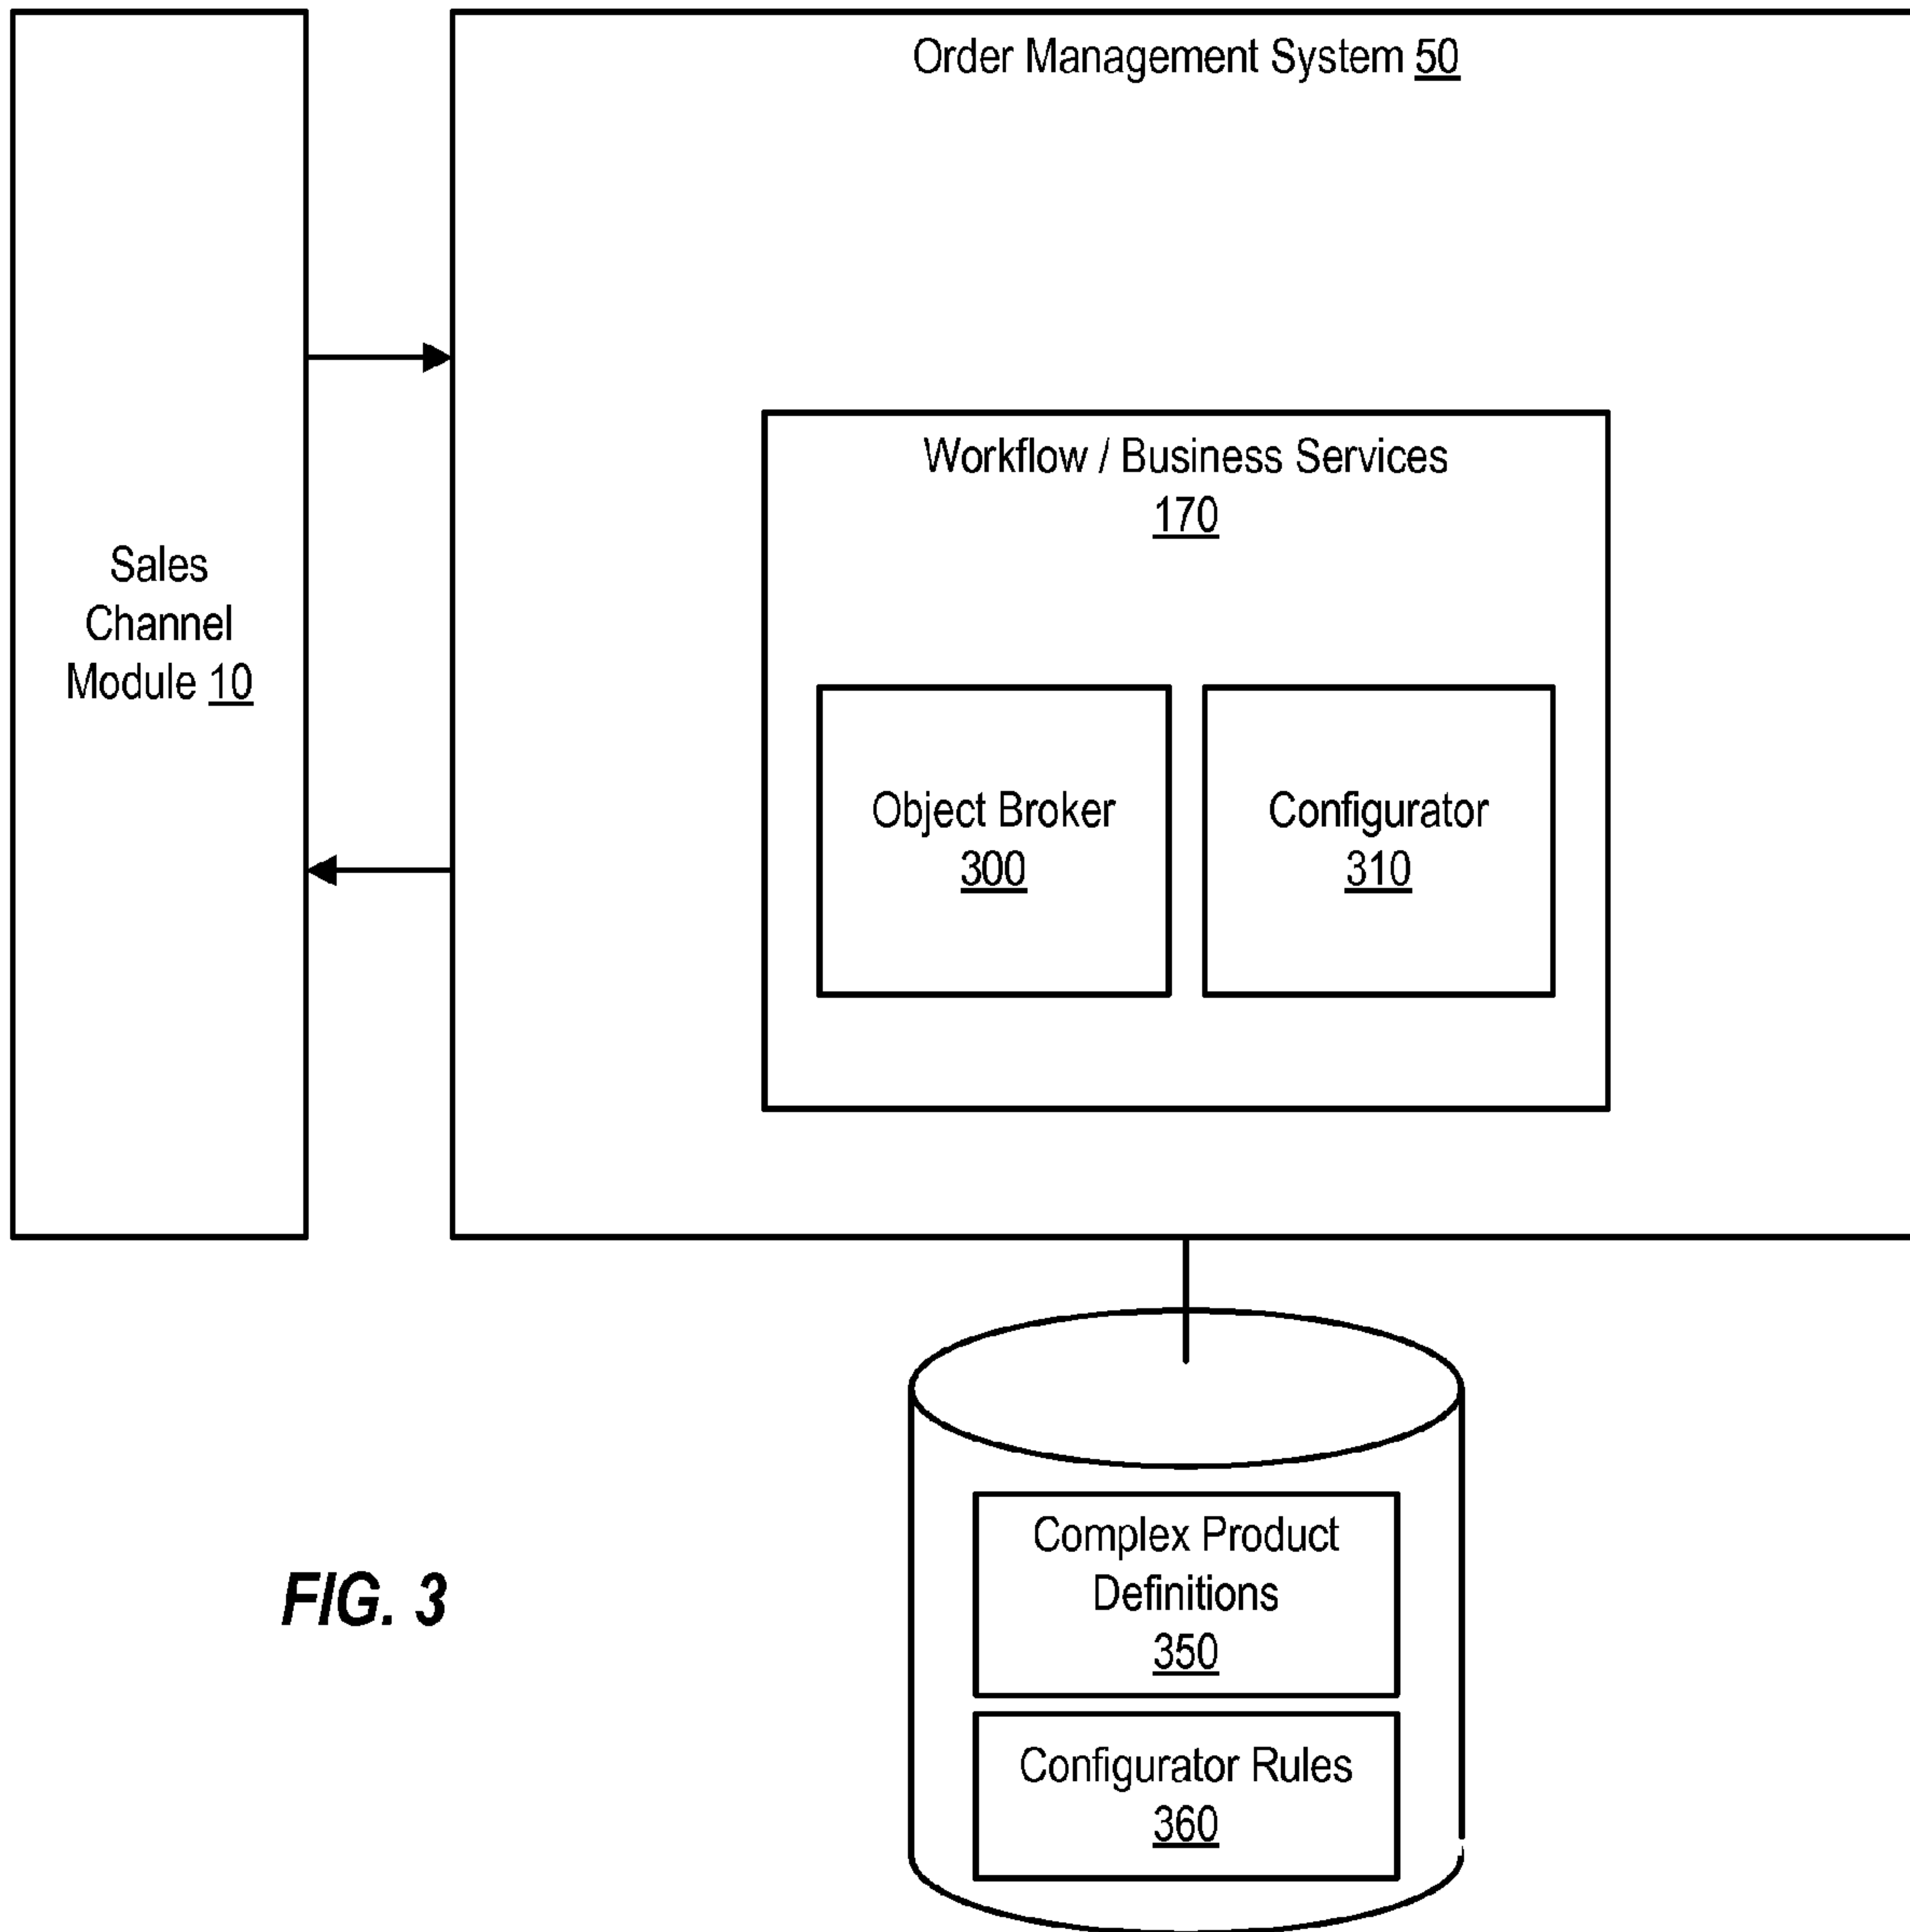 Order Management System 50
Workflow / Business Services
170
Sales
Channel
Module 10
Object Broker
300
Configurator
310
Complex Product
Definitions
350
Configurator Rules
360
FIG. 3